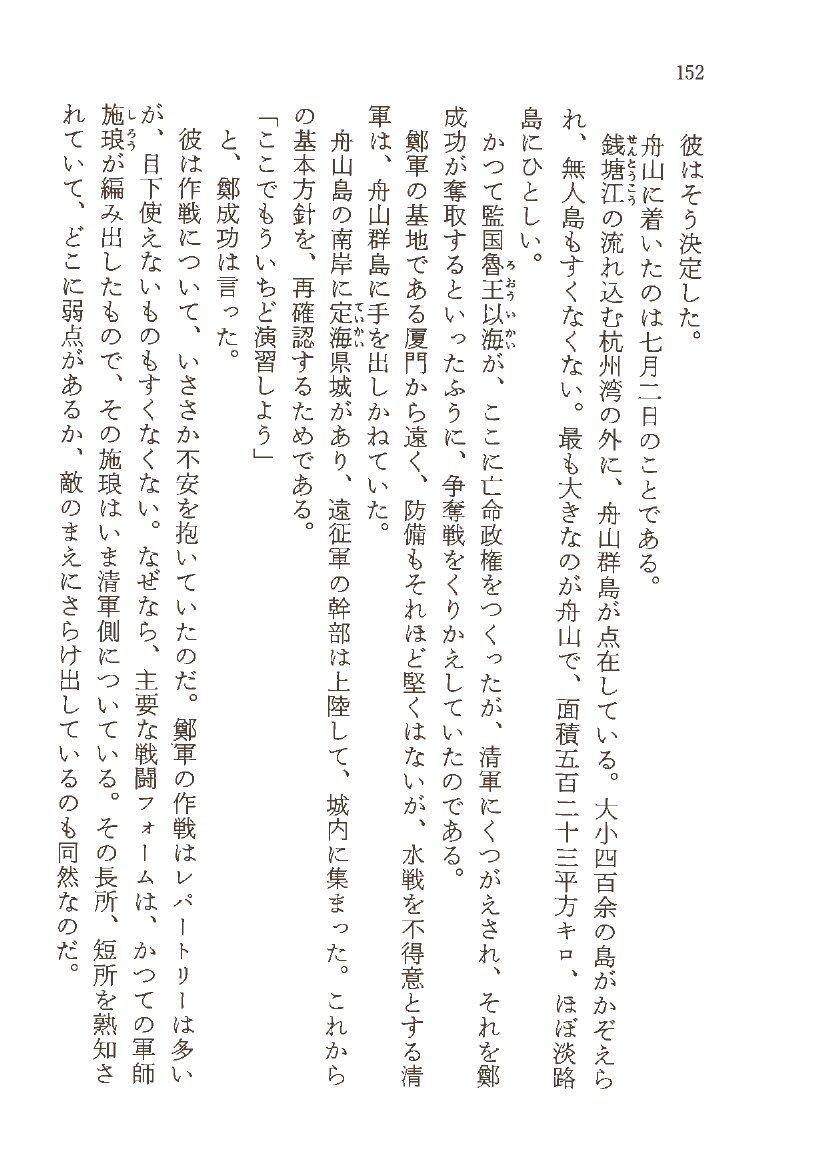 152
彼はそう決定した。
舟山に着いたのは七月二日のことである。
銭塘江の流れ込む杭州湾の外に、舟山群島が点在している。大小四百余の島がかぞえら
れ、無人島もすくなくない。最も大きなのが舟山で、面積五百二十三平方キロ、ほぼ淡路
島にひとしい。
かつて監国魯王以海が、ここに亡命政権をつくったが、清軍にくつがえされ、それを鄭
成功が奪取するといったふうに、争奪戦をくりかえしていたのである。
鄭軍の基地である厦門から遠く、防備もそれほど堅くはないが、水戦を不得意とする清
軍は、舟山群島に手を出しかねていた。
舟山島の南岸に定海県城があり、遠征軍の幹部は上陸して、城内に集まった。これから
の基本方針を、再確認するためである。
「ここでもういちど演習しよう」
と、鄭成功は言った。
彼は作戦について、いささか不安を抱いていたのだ。鄭軍の作戦はレパートリーは多い
が、目下使えないものもすくなくない。なぜなら、主要な戦闘フォームは、かつての軍師
施琅が編み出したもので、その施琅はいま清軍側についている。その長所、短所を熟知さ
れていて、どこに弱点があるか、敵のまえにさらけ出しているのも同然なのだ。